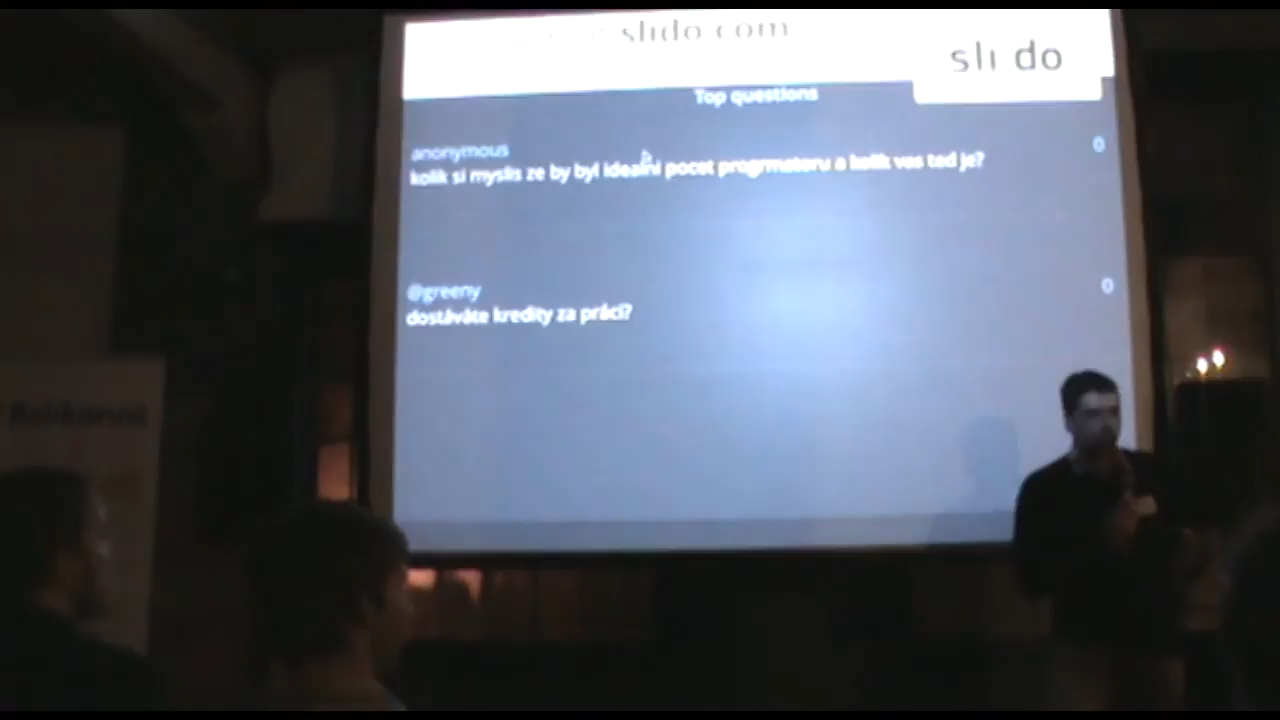 slido com
sli do
Top questions
anonymous
0
kolik si myslis ze by byl idealni pocet progrmatoru a kolik vas ted je?
@greeny
0
dostáváte kredity za práci?